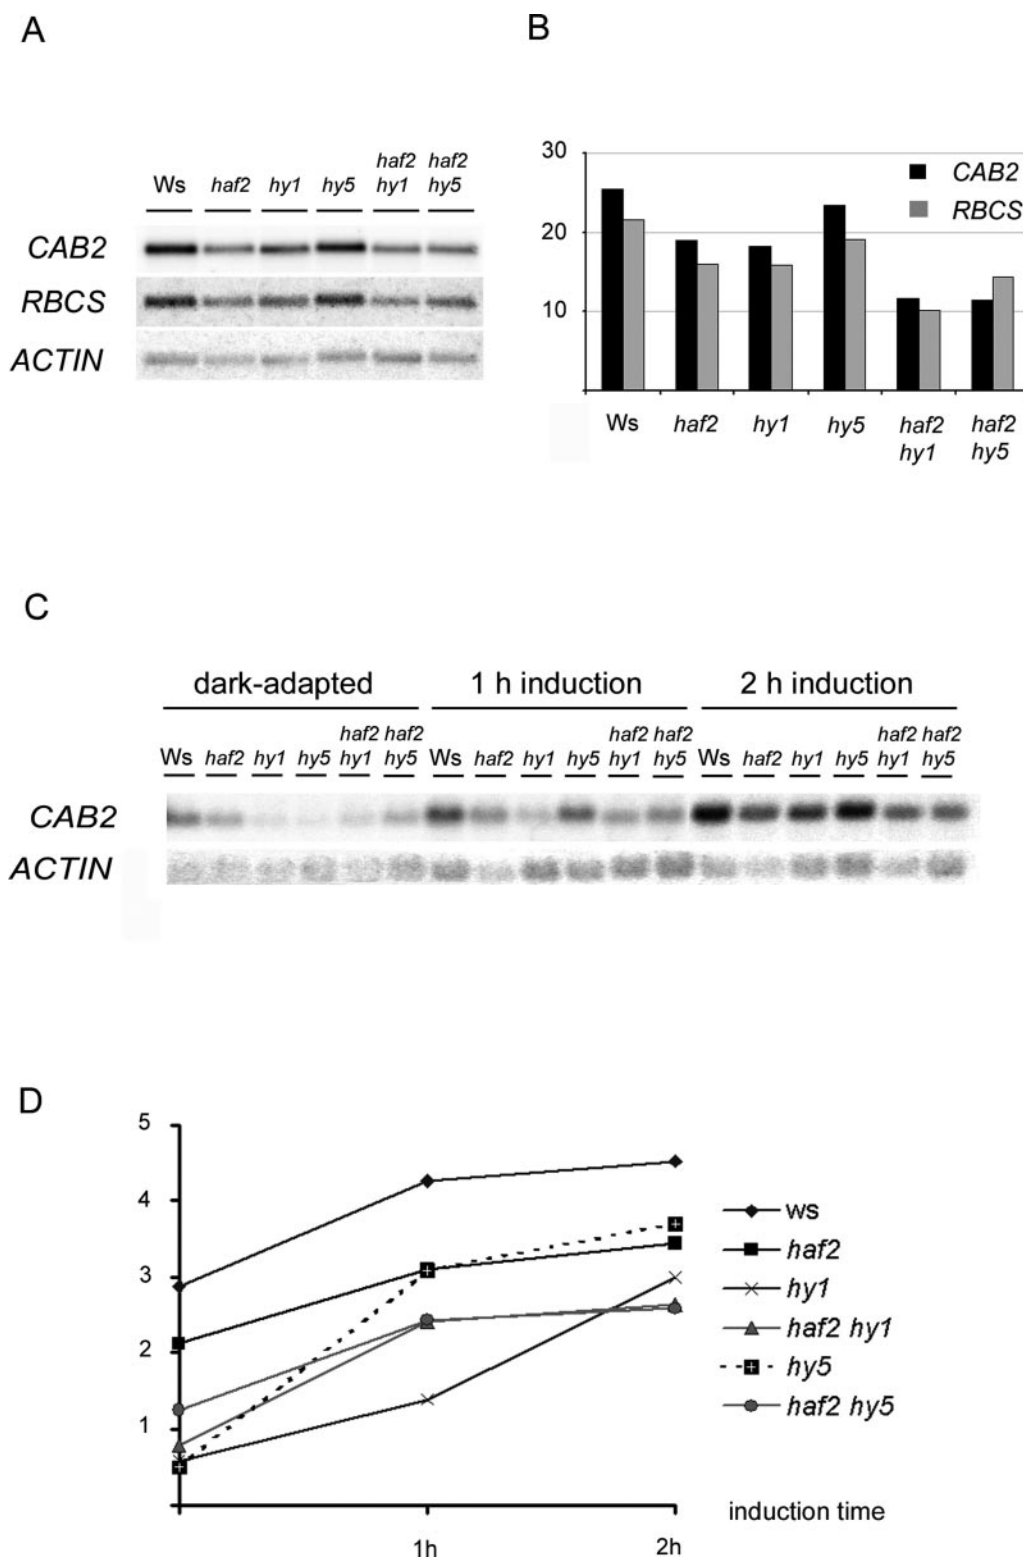 A
haf2 haf2
Ws haf2 hy1 hy5 hy1 hy5
CAB2
RBCS
ACTIN
B
30
20
10
CAB2
RBCS
Ws haf2 hy1 hy5 haf2 haf2
hy1 hy5
C
dark-adapted 1 h induction 2 h induction
haf2 haf2 haf2 haf2 haf2 haf2
Ws haf2 hy1 hy5 hy1 hy5 Ws haf2 hy1 hy5 hy1 hy5 Ws haf2 hy1 hy5 hy1 hy5
CAB2
ACTIN
D
5
4
3
2
1
ws
haf2
hy1
haf2 hy1
hy5
haf2 hy5
induction time
1h 2h